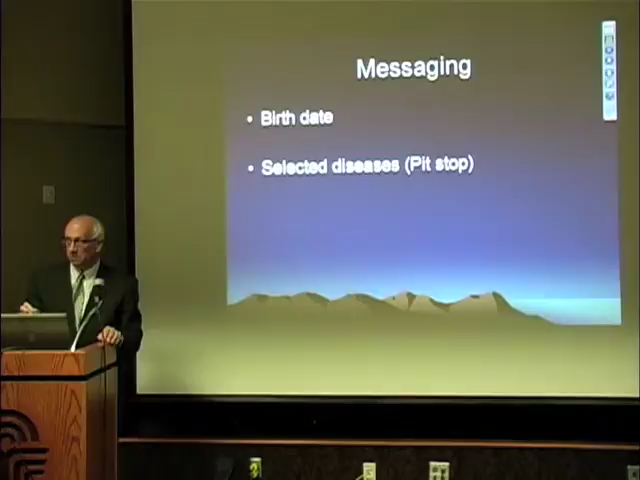 Messaging
• Birth date
• Selected diseases (Pit stop)